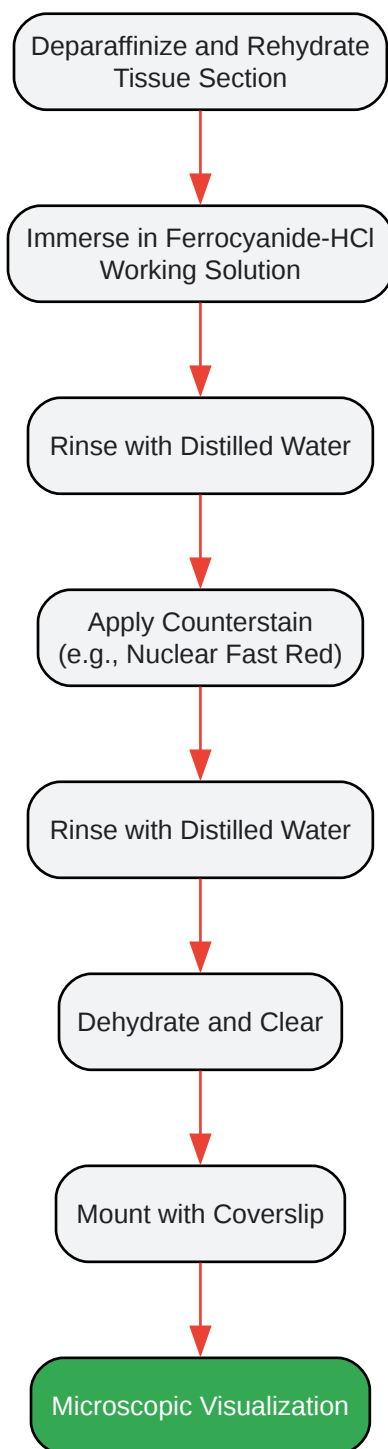 Deparaffinize and Rehydrate
Tissue Section
Immerse in Ferrocyanide-HCl
Working Solution
Rinse with Distilled Water
Apply Counterstain
(e.g., Nuclear Fast Red)
Rinse with Distilled Water
Dehydrate and Clear
Mount with Coverslip
Microscopic Visualization